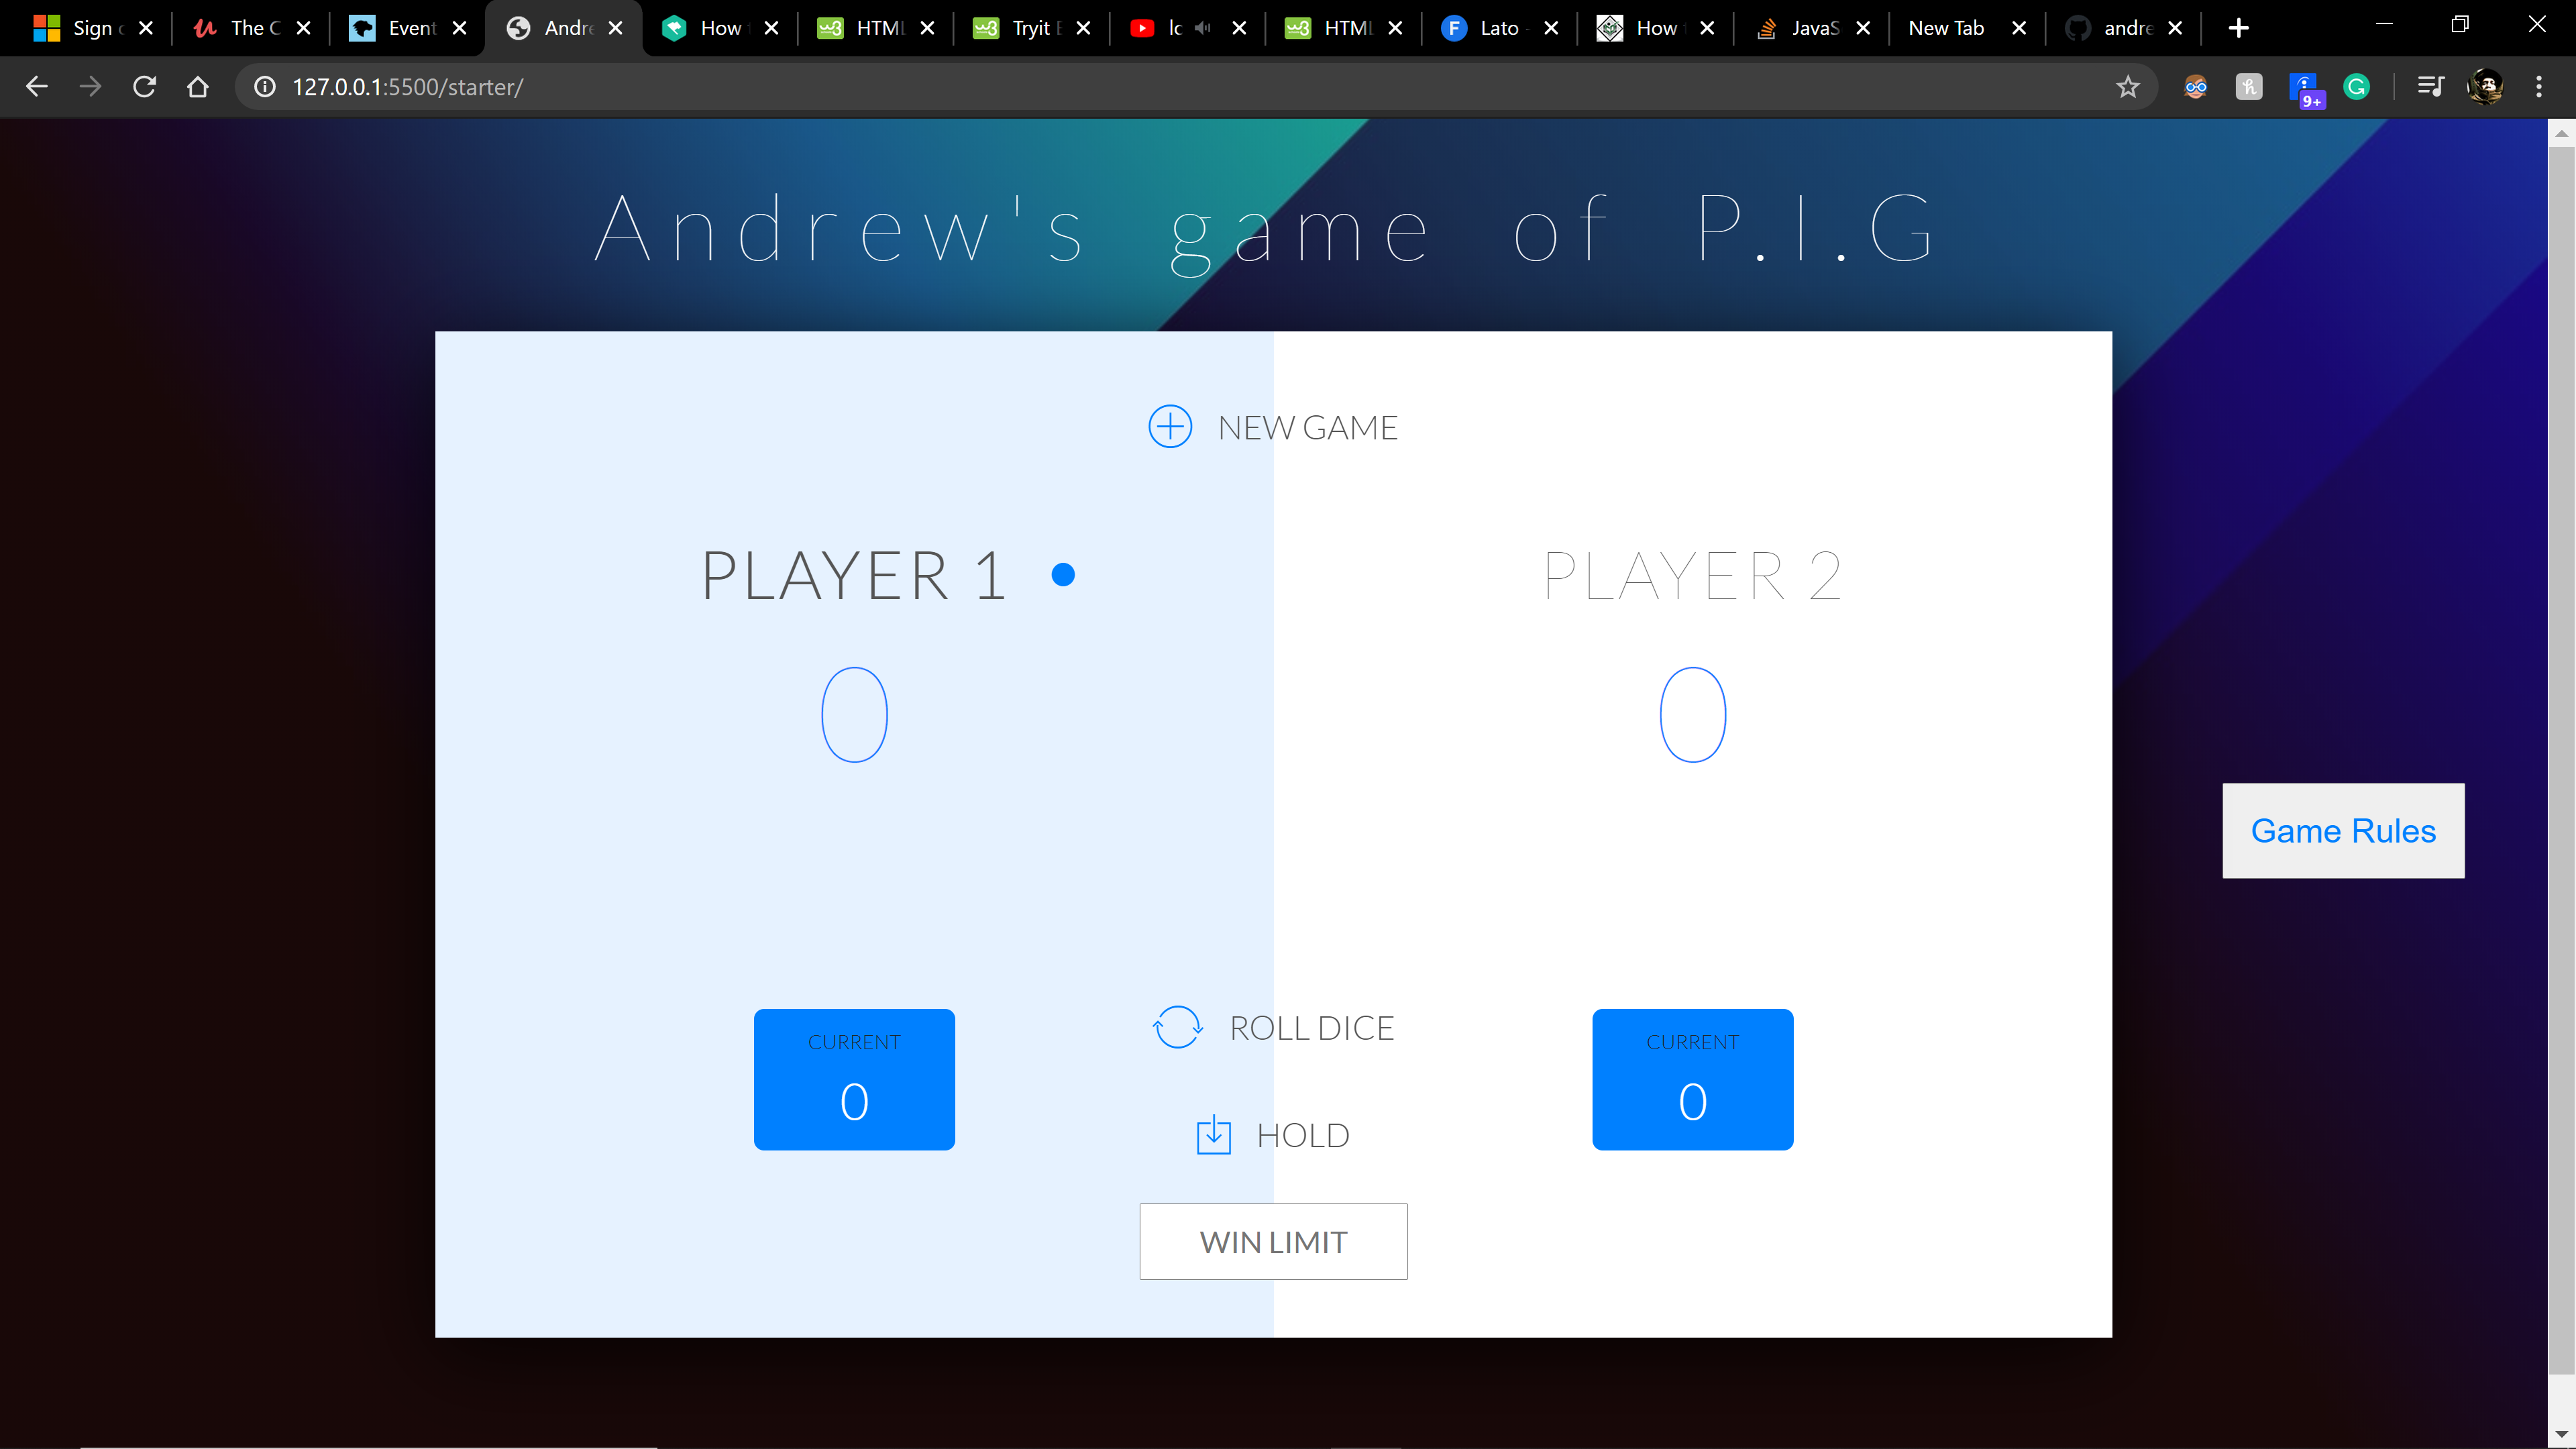 Sign
The C
Event
Andre
How
HTML
Tryit E
HTML
Lato -
How
JavaS
New Tab
andre
127.0.0.1:5500/starter/
9+
Andrew's game of P.I.G
NEW GAME
PLAYER 1
PLAYER 2
0
0
Game Rules
CURRENT
0
ROLL DICE
CURRENT
0
HOLD
WIN LIMIT